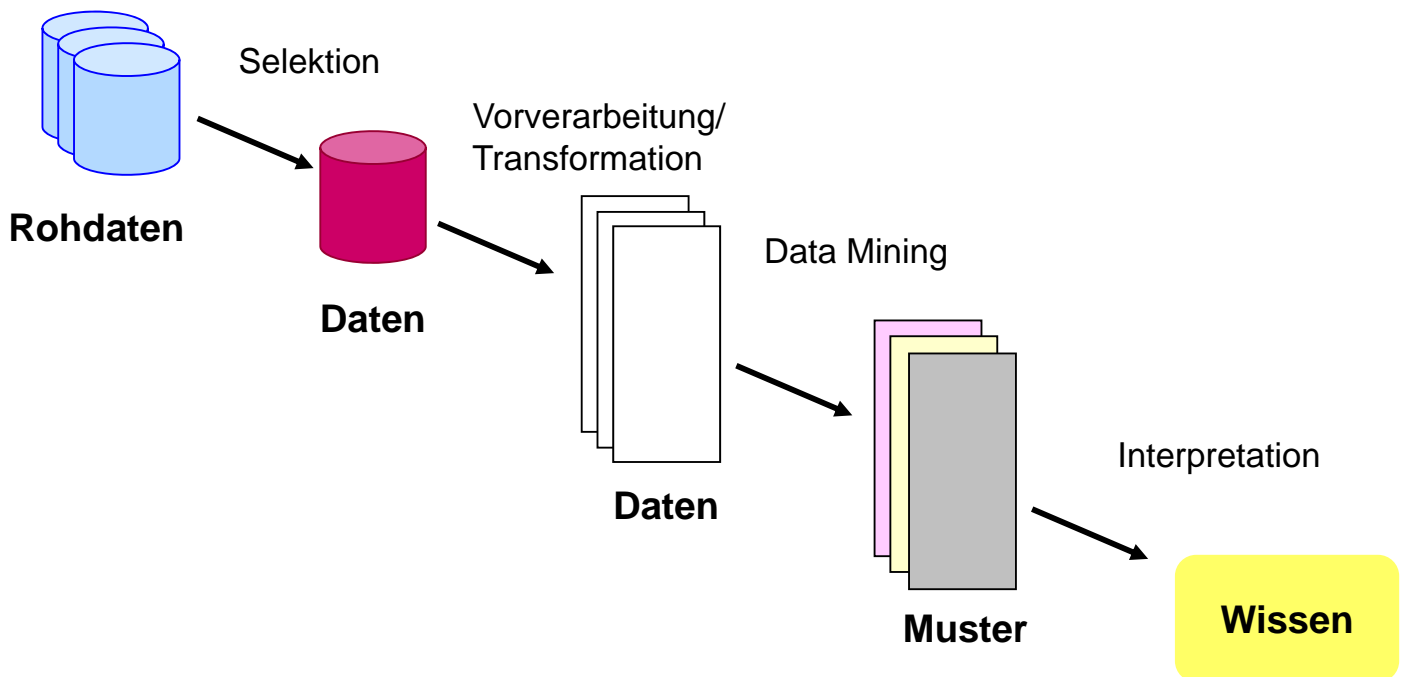 Selektion
Rohdaten
Vorverarbeitung/
Transformation
Daten
Data Mining
Daten
Interpretation
Muster
Wissen